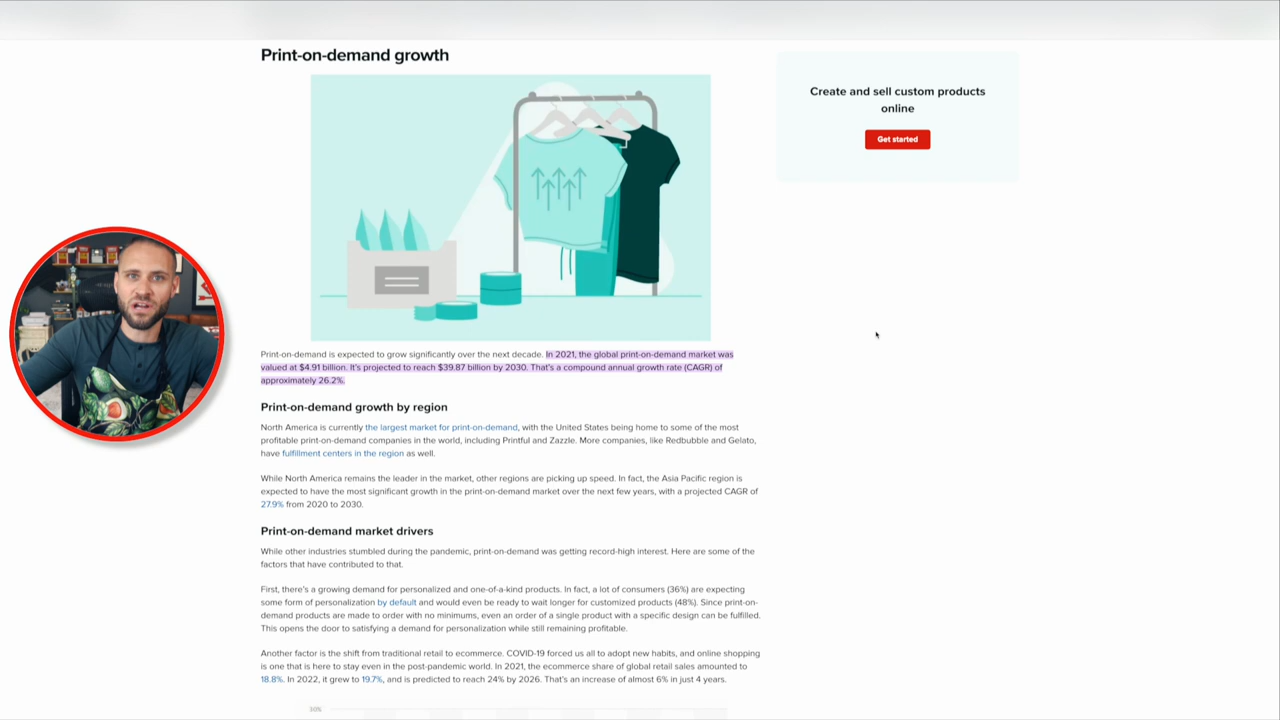 Print-on-demand growth
Create and sell custom products
online
Get started
Print-on-demand is expected to grow significantly over the next decade. In 2021, the global print-on-demand market was
valued at $4.91 billion. It's projected to reach $39.87 billion by 2030. That's a compound annual growth rate (CAGR) of
approximately 26.2%.
Print-on-demand growth by region
North America is currently the largest market for print-on-demand, with the United States being home to some of the most
profitable print-on-demand companies in the world, including Printful and Zazzle. More companies, like Redbubble and Gelato,
have fulfillment centers in the region as well.
While North America remains the leader in the market, other regions are picking up speed. In fact, the Asia Pacific region is
expected to have the most significant growth in the print-on-demand market over the next few years, with a projected CAGR of
27.9% from 2020 to 2030.
Print-on-demand market drivers
While other industries stumbled during the pandemic, print-on-demand was getting record-high interest. Here are some of the
factors that have contributed to that.
First, there's a growing demand for personalized and one-of-a-kind products. In fact, a lot of consumers (36%) are expecting
some form of personalization by default and would even be ready to wait longer for customized products (48%). Since print-on-
demand products are made to order with no minimums, even an order of a single product with a specific design can be fulfilled.
This opens the door to satisfying a demand for personalization while still remaining profitable.
Another factor is the shift from traditional retail to ecommerce. COVID-19 forced us all to adopt new habits, and online shopping
is one that is here to stay even in the post-pandemic world. In 2021, the ecommerce share of global retail sales amounted to
18.8%. In 2022, it grew to 19.7%, and is predicted to reach 24% by 2026. That's an increase of almost 6% in just 4 years.
30%